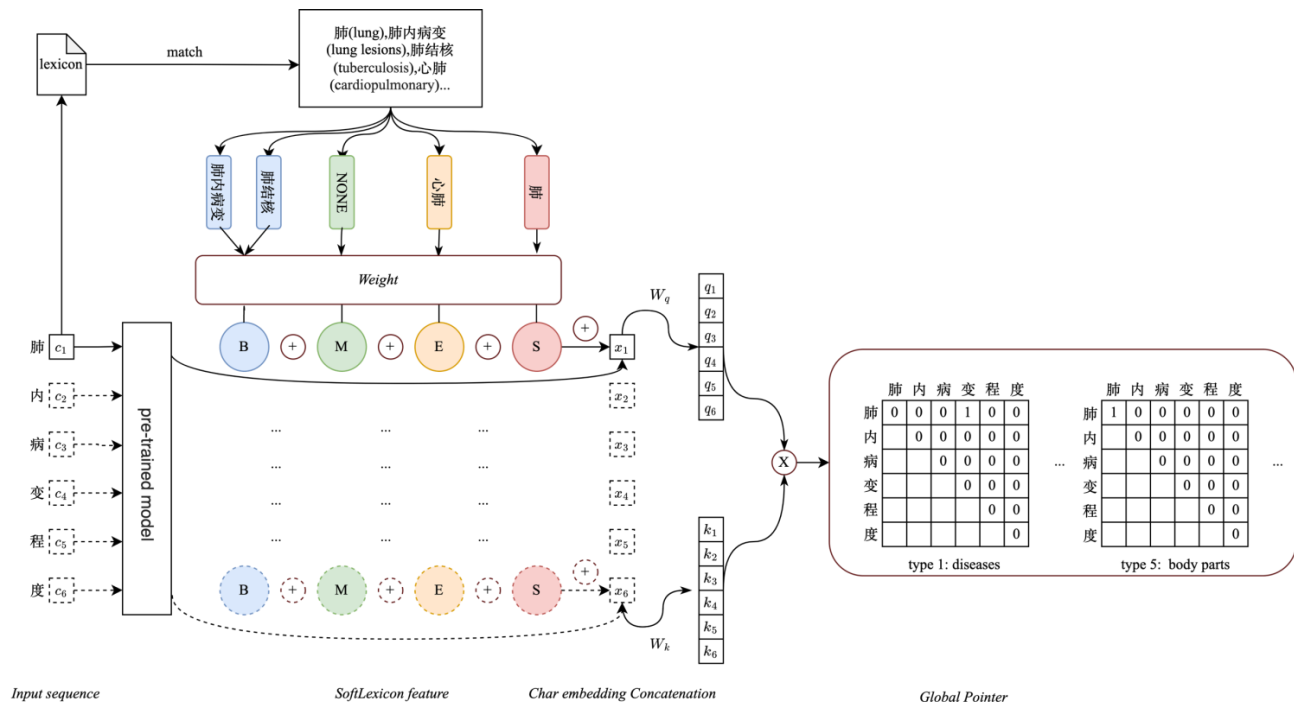 肺(lung),肺内病变
(lung lesions),肺结核
(tuberculosis),心肺
(cardiopulmonary)...
lexicon
match
肺内病变
肺结核
NONE
心肺
肺
Weight
肺 c1
B + M + E + S + x1
内 c2
x2
病 c3
x3
变 c4
x4
程 c5
x5
度 c6
B + M + E + S + x6
... ... ...
... ... ...
... ... ...
... ... ...
pre-trained model
Wq
q1
q2
q3
q4
q5
q6
Wk
k1
k2
k3
k4
k5
k6
X
肺 内 病 变 程 度
肺 0 0 0 1 0 0
内 0 0 0 0 0
病 0 0 0 0
变 0 0 0
程 0 0
度 0
type 1: diseases
...
肺 内 病 变 程 度
肺 1 0 0 0 0 0
内 0 0 0 0 0
病 0 0 0 0
变 0 0 0
程 0 0
度 0
type 5: body parts
...
Input sequence
SoftLexicon feature
Char embedding Concatenation
Global Pointer